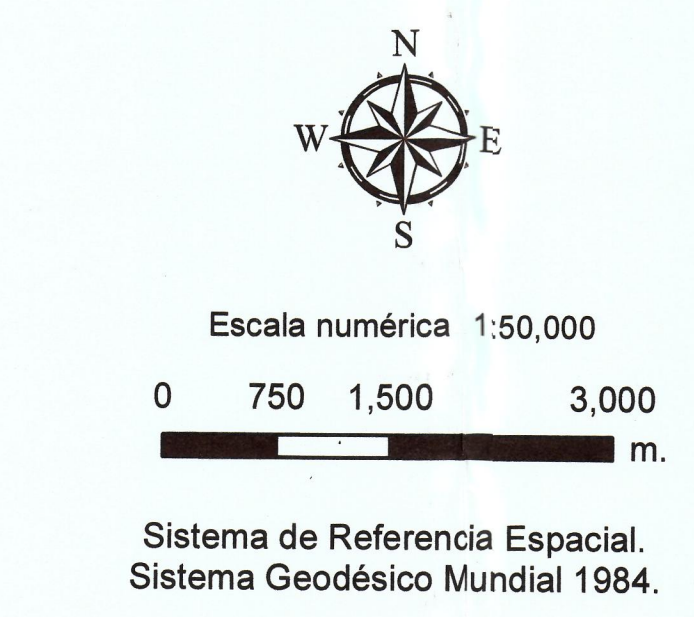 N
W E
S
Escala numérica 1:50,000
0 750 1,500 3,000
m.
Sistema de Referencia Espacial.
Sistema Geodésico Mundial 1984.